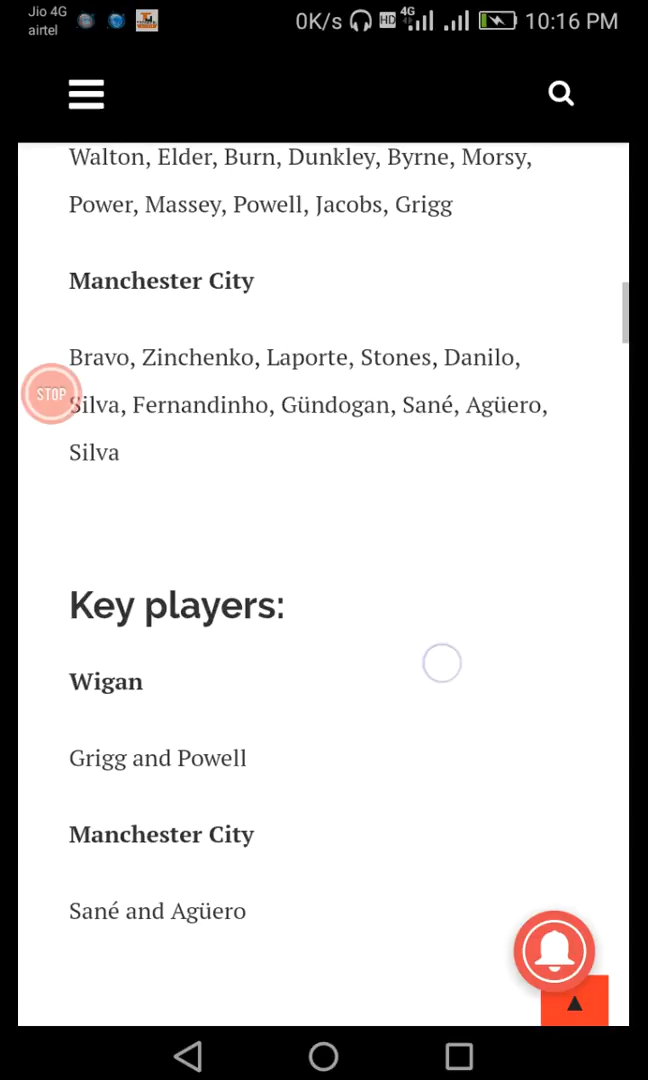 Jio 4G
airtel
0K/s HD 4G 10:16 PM
Walton, Elder, Burn, Dunkley, Byrne, Morsy,
Power, Massey, Powell, Jacobs, Grigg
Manchester City
Bravo, Zinchenko, Laporte, Stones, Danilo,
STOP
Silva, Fernandinho, Gündogan, Sané, Agüero,
Silva
Key players:
Wigan
Grigg and Powell
Manchester City
Sané and Agüero